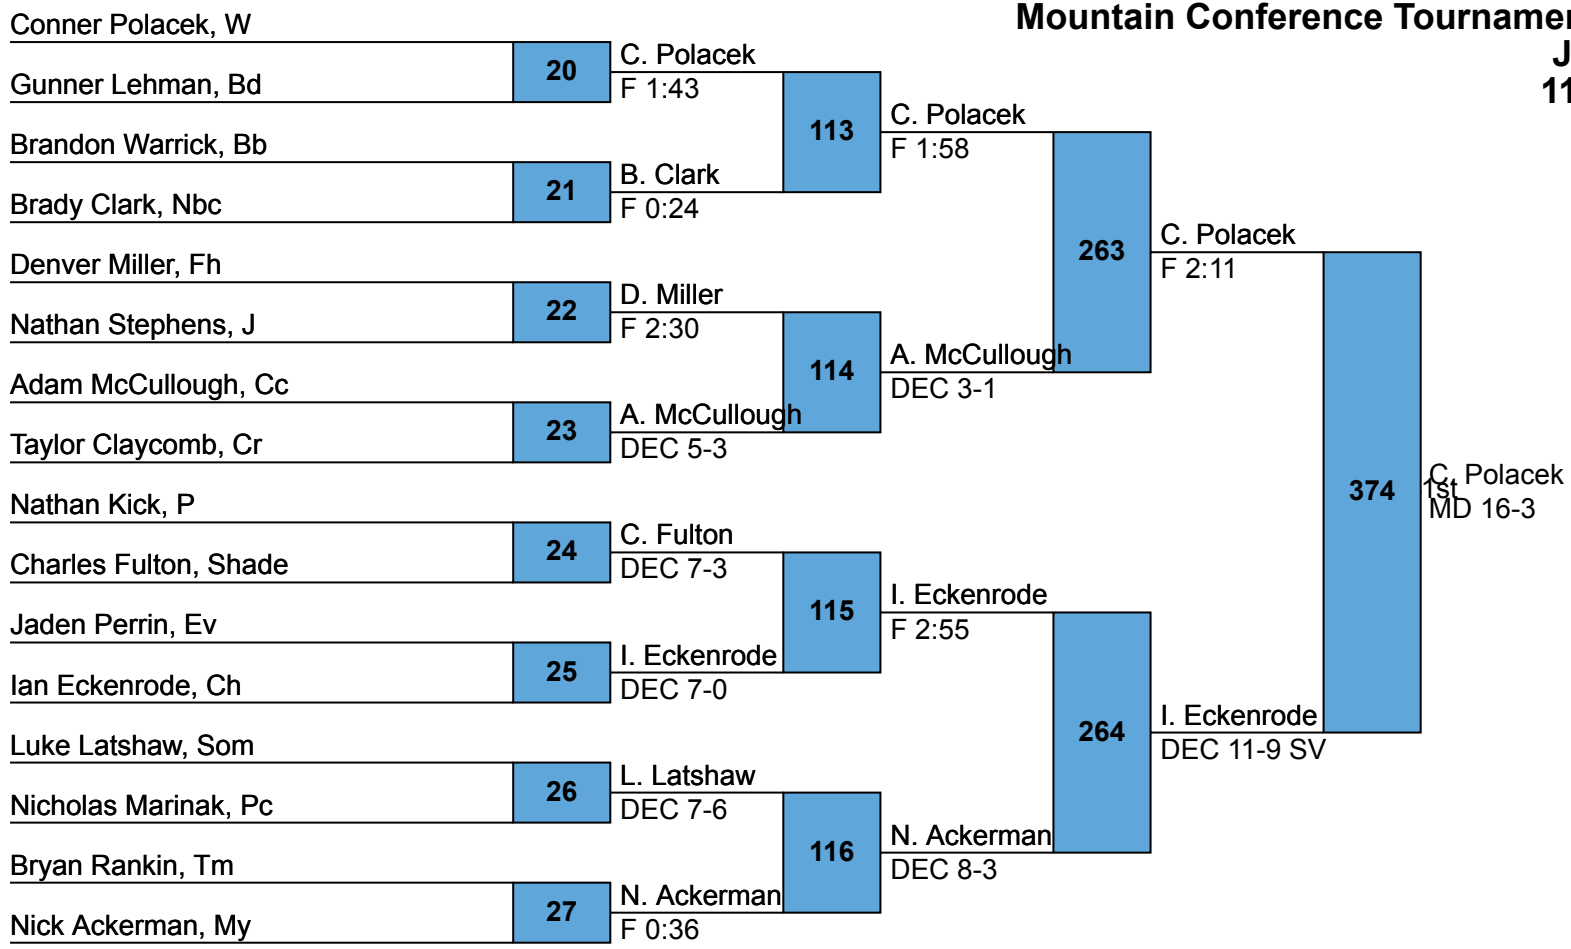 Mountain Conference Tournamen
J
11
Conner Polacek, W
Gunner Lehman, Bd
Brandon Warrick, Bb
Brady Clark, Nbc
Denver Miller, Fh
Nathan Stephens, J
Adam McCullough, Cc
Taylor Claycomb, Cr
Nathan Kick, P
Charles Fulton, Shade
Jaden Perrin, Ev
Ian Eckenrode, Ch
Luke Latshaw, Som
Nicholas Marinak, Pc
Bryan Rankin, Tm
Nick Ackerman, My
20
21
22
23
24
25
26
27
C. Polacek
F 1:43
B. Clark
F 0:24
D. Miller
F 2:30
A. McCullough
DEC 5-3
C. Fulton
DEC 7-3
I. Eckenrode
DEC 7-0
L. Latshaw
DEC 7-6
N. Ackerman
F 0:36
113
114
115
116
C. Polacek
F 1:58
A. McCullough
DEC 3-1
I. Eckenrode
F 2:55
N. Ackerman
DEC 8-3
263
264
C. Polacek
F 2:11
I. Eckenrode
DEC 11-9 SV
374
C. Polacek
1st
MD 16-3